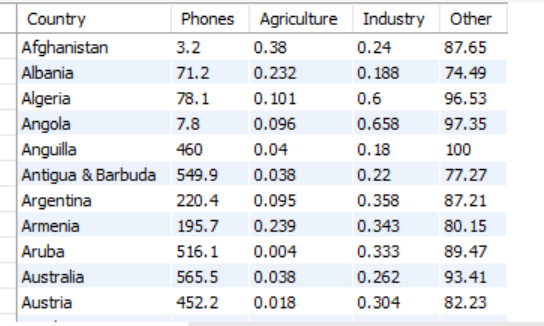 Country Phones Agriculture Industry Other
Afghanistan 3.2 0.38 0.24 87.65
Albania 71.2 0.232 0.188 74.49
Algeria 78.1 0.101 0.6 96.53
Angola 7.8 0.096 0.658 97.35
Anguilla 460 0.04 0.18 100
Antigua & Barbuda 549.9 0.038 0.22 77.27
Argentina 220.4 0.095 0.358 87.21
Armenia 195.7 0.239 0.343 80.15
Aruba 516.1 0.004 0.333 89.47
Australia 565.5 0.038 0.262 93.41
Austria 452.2 0.018 0.304 82.23